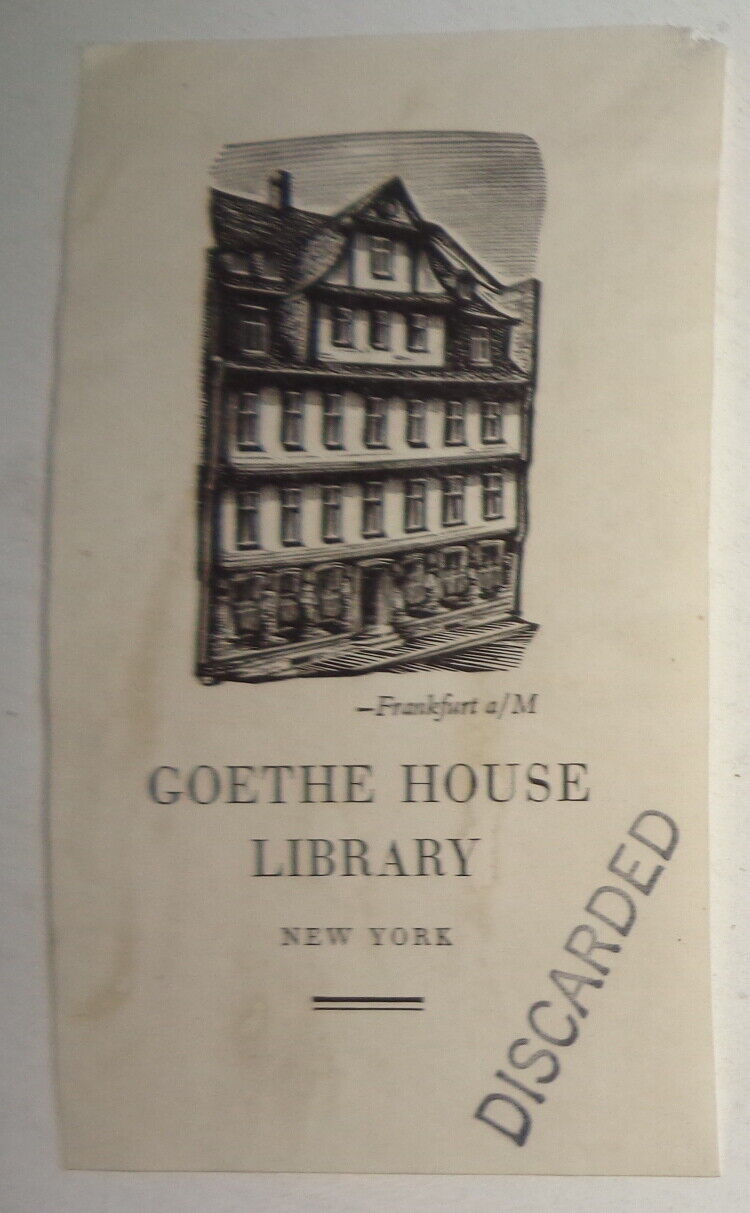 –Frankfurt a/M
GOETHE HOUSE
LIBRARY
NEW YORK
DISCARDED